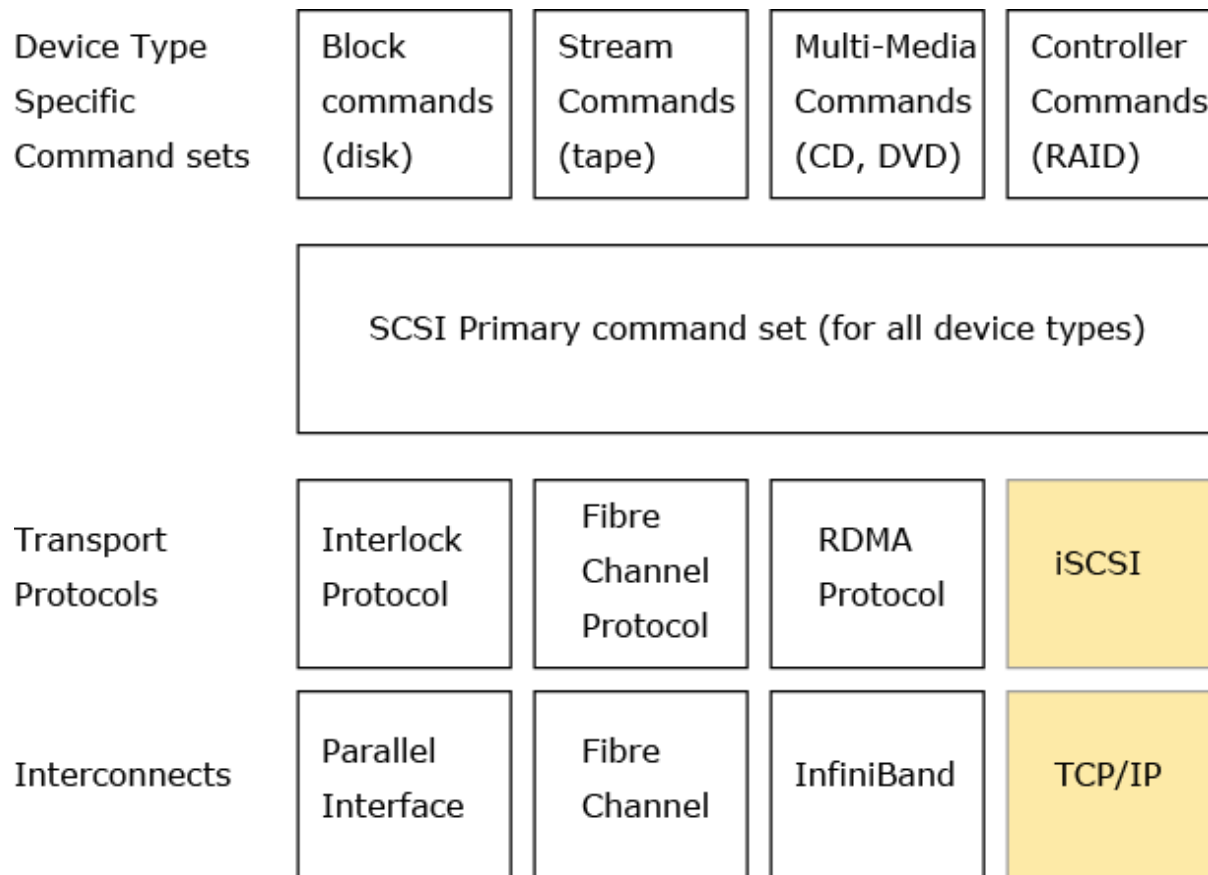 Device Type
Specific
Command sets
Block
commands
(disk)
Stream
Commands
(tape)
Multi-Media
Commands
(CD, DVD)
Controller
Commands
(RAID)
SCSI Primary command set (for all device types)
Transport
Protocols
Interlock
Protocol
Fibre
Channel
Protocol
RDMA
Protocol
iSCSI
Interconnects
Parallel
Interface
Fibre
Channel
InfiniBand
TCP/IP